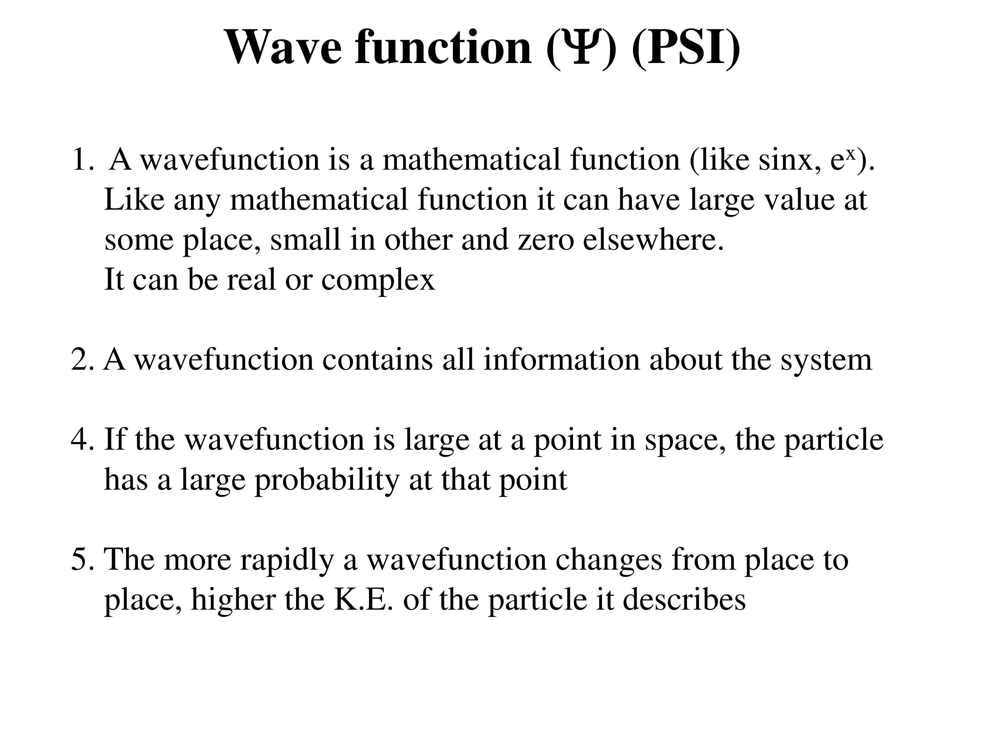 Wave function (Ψ) (PSI)
1. A wavefunction is a mathematical function (like sinx, eˣ).
Like any mathematical function it can have large value at
some place, small in other and zero elsewhere.
It can be real or complex
2. A wavefunction contains all information about the system
4. If the wavefunction is large at a point in space, the particle
has a large probability at that point
5. The more rapidly a wavefunction changes from place to
place, higher the K.E. of the particle it describes